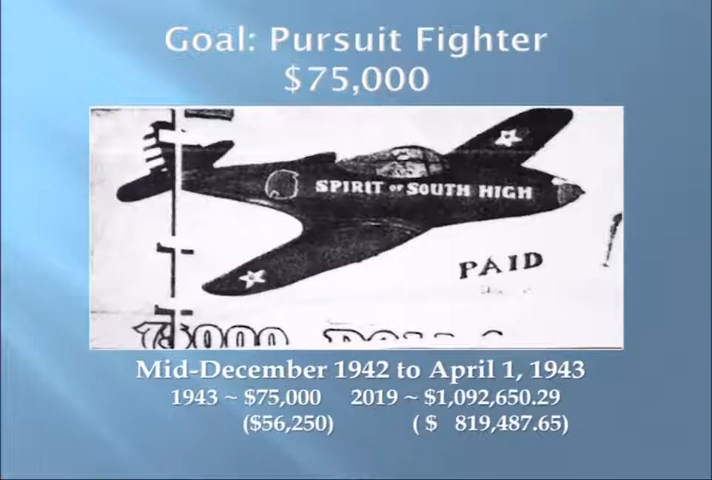 Goal: Pursuit Fighter
$75,000
SPIRIT OF SOUTH HIGH
PAID
Mid-December 1942 to April 1, 1943
1943 ~ $75,000 2019 ~ $1,092,650.29
($56,250) ( $ 819,487.65)